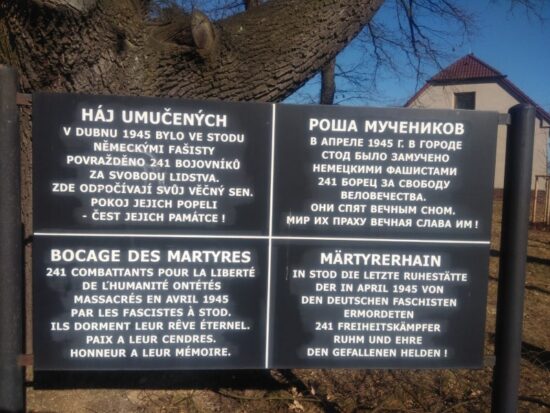 HÁJ UMUČENÝCH
V DUBNU 1945 BYLO VE STODU
NĚMECKÝMI FAŠISTY
POVRAŽDĚNO 241 BOJOVNÍKŮ
ZA SVOBODU LIDSTVA.
ZDE ODPOČÍVAJÍ SVŮJ VĚČNÝ SEN.
POKOJ JEJICH POPELI
- ČEST JEJICH PAMÁTCE !
РОША МУЧЕНИКОВ
В АПРЕЛЕ 1945 Г. В ГОРОДЕ
СТОД БЫЛО ЗАМУЧЕНО
НЕМЕЦКИМИ ФАШИСТАМИ
241 БОРЕЦ ЗА СВОБОДУ
ВЕЛОВЕЧЕСТВА.
ОНИ СПЯТ ВЕЧНЫМ СНОМ.
МИР ИХ ПРАХУ ВЕЧНАЯ СЛАВА ИМ !
BOCAGE DES MARTYRES
241 COMBATTANTS POUR LA LIBERTÉ
DE L'HUMANITÉ ONTÉTÉS
MASSACRÉS EN AVRIL 1945
PAR LES FASCISTES À STOD.
ILS DORMENT LEUR RÊVE ÉTERNEL.
PAIX A LEUR CENDRES.
HONNEUR A LEUR MÉMOIRE.
MÄRTYRERHAIN
IN STOD DIE LETZTE RUHESTÄTTE
DER IN APRIL 1945 VON
DEN DEUTSCHEN FASCHISTEN
ERMORDETEN
241 FREIHEITSKÄMPFER
RUHM UND EHRE
DEN GEFALLENEN HELDEN !